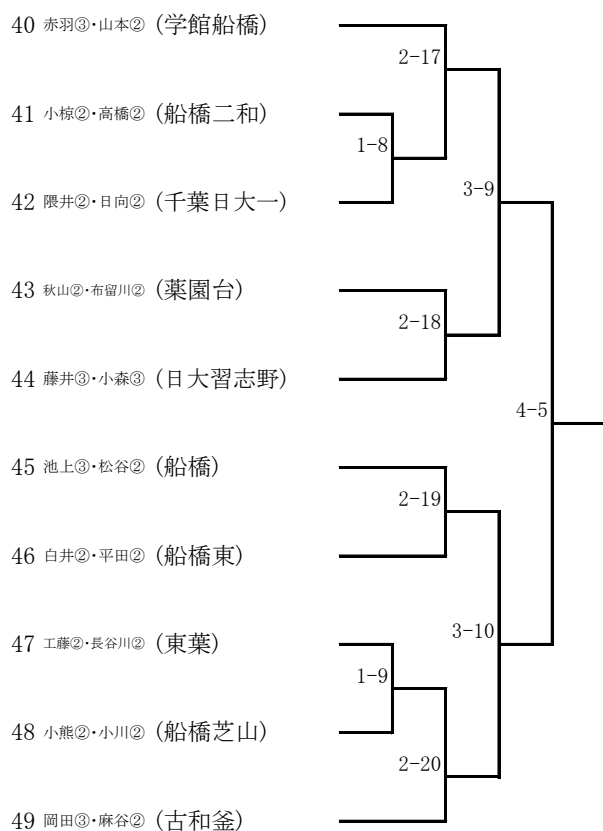 40 赤羽③・山本② (学館船橋)
2-17
41 小椋②・高橋② (船橋二和)
1-8
42 隈井②・日向② (千葉日大一)
3-9
43 秋山②・布留川② (薬園台)
2-18
44 藤井③・小森③ (日大習志野)
4-5
45 池上③・松谷② (船橋)
2-19
46 白井②・平田② (船橋東)
3-10
47 工藤②・長谷川② (東葉)
1-9
48 小熊②・小川② (船橋芝山)
2-20
49 岡田③・麻谷② (古和釜)